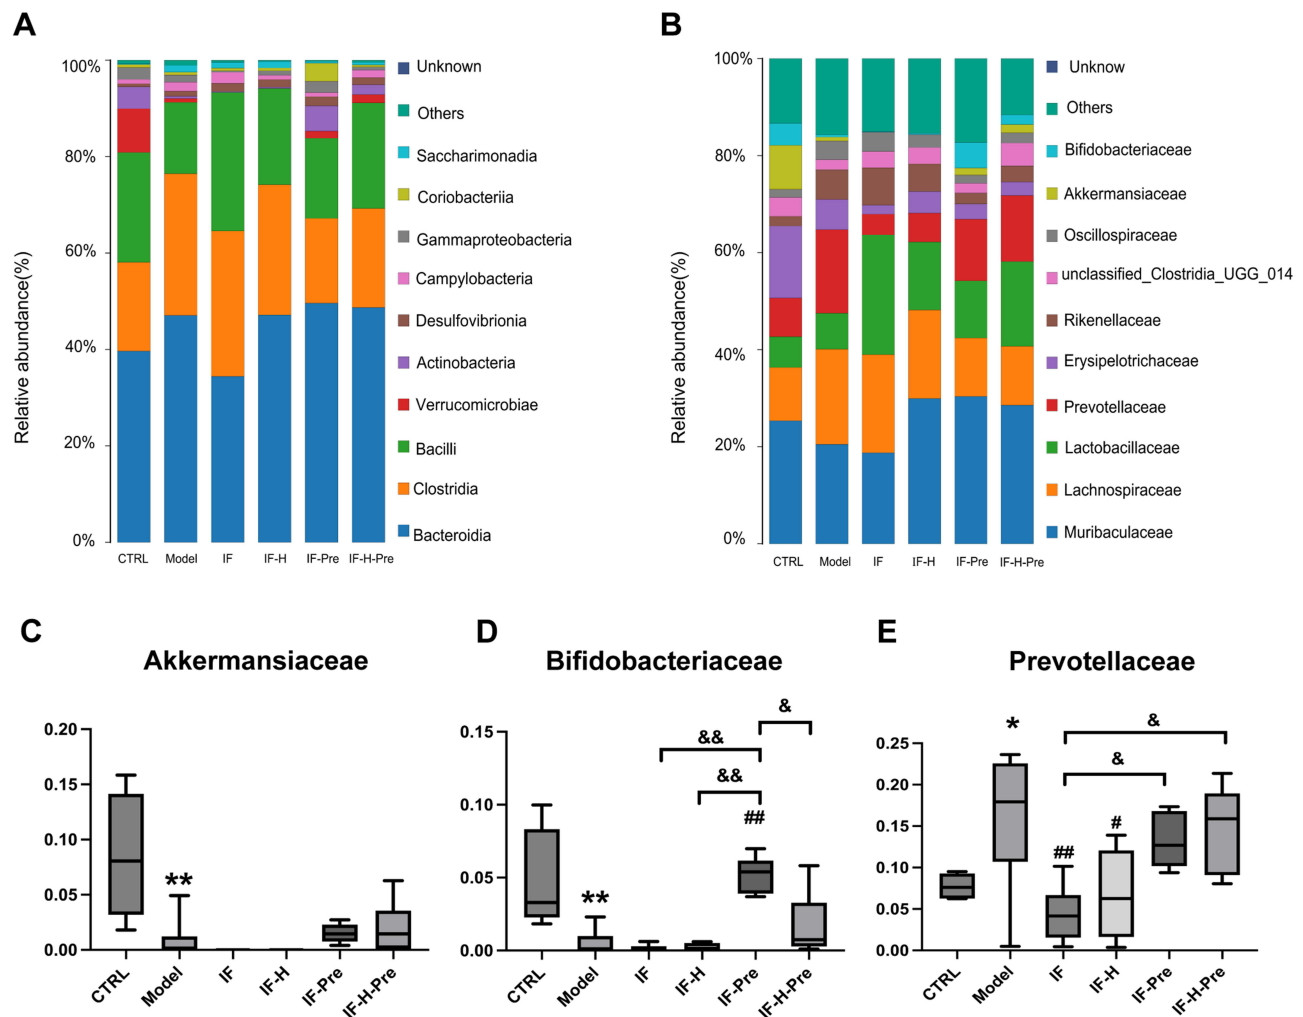 A
Relative abundance(%)
100%
80%
60%
40%
20%
0%
CTRL Model IF IF-H IF-Pre IF-H-Pre
Unknown
Others
Saccharimonadia
Coriobacteriia
Gammaproteobacteria
Campylobacteria
Desulfovibrionia
Actinobacteria
Verrucomicrobiae
Bacilli
Clostridia
Bacteroidia
B
Relative abundance(%)
100%
80%
60%
40%
20%
0%
CTRL Model IF IF-H IF-Pre IF-H-Pre
Unknow
Others
Bifidobacteriaceae
Akkermansiaceae
Oscillospiraceae
unclassified_Clostridia_UGG_014
Rikenellaceae
Erysipelotrichaceae
Prevotellaceae
Lactobacillaceae
Lachnospiraceae
Muribaculaceae
C
Akkermansiaceae
0.20
0.15
0.10
0.05
0.00
**
CTRL Model IF IF-H IF-Pre IF-H-Pre
D
Bifidobacteriaceae
0.15
0.10
0.05
0.00
&
&&
&&
##
**
CTRL Model IF IF-H IF-Pre IF-H-Pre
E
Prevotellaceae
0.25
0.20
0.15
0.10
0.05
0.00
*
&
&
#
##
CTRL Model IF IF-H IF-Pre IF-H-Pre